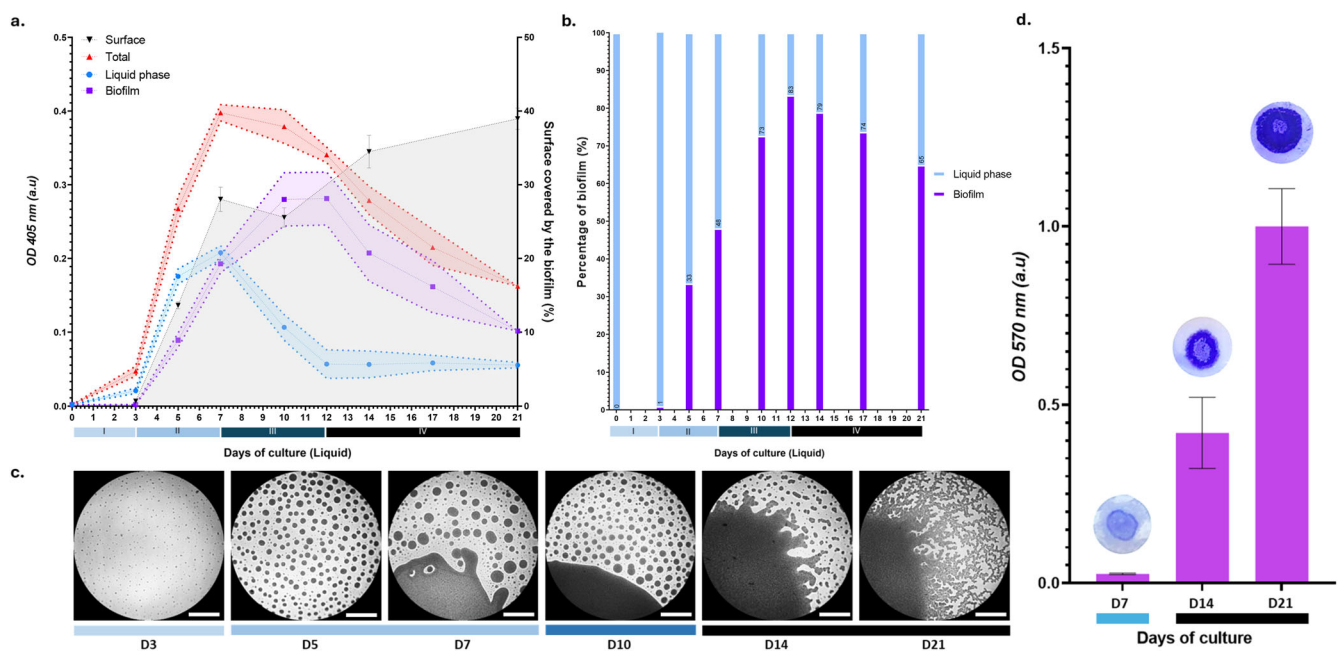 a.
0.5
0.4
0.3
0.2
0.1
0.0
OD 405 nm (a.u)
Surface
Total
Liquid phase
Biofilm
50
40
30
20
10
0
Surface covered by the biofilm (%)
0 1 2 3 4 5 6 7 8 9 10 11 12 13 14 15 16 17 18 19 20 21
I II III IV
Days of culture (Liquid)
b.
100
90
80
70
60
50
40
30
20
10
0
Percentage of biofilm (%)
0 1 33 48 73 83 79 74 65
Liquid phase
Biofilm
0 1 2 3 4 5 6 7 8 9 10 11 12 13 14 15 16 17 18 19 20 21
I II III IV
Days of culture (Liquid)
c.
D3 D5 D7 D10 D14 D21
d.
1.5
1.0
0.5
0.0
OD 570 nm (a.u)
D7 D14 D21
Days of culture